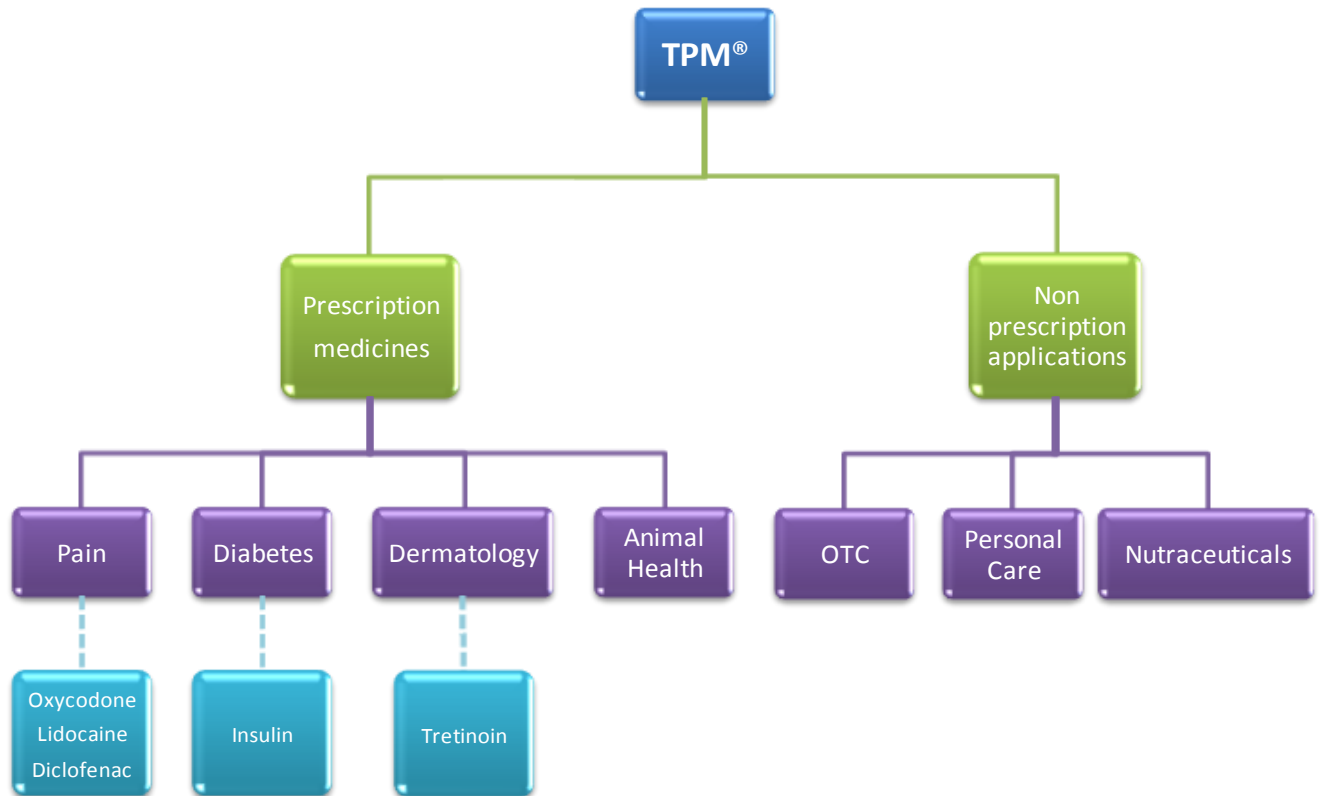 TPM®
Prescription
medicines
Non
prescription
applications
Pain
Diabetes
Dermatology
Animal
Health
OTC
Personal
Care
Nutraceuticals
Oxycodone
Lidocaine
Diclofenac
Insulin
Tretinoin